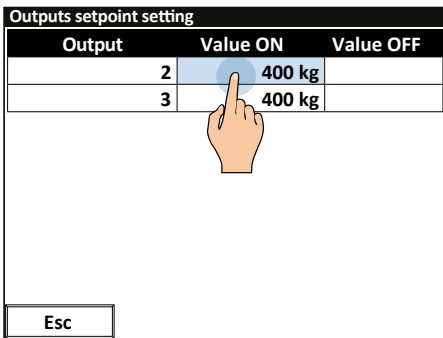 Outputs setpoint setting
Output Value ON Value OFF
2 400 kg
3 400 kg
Esc